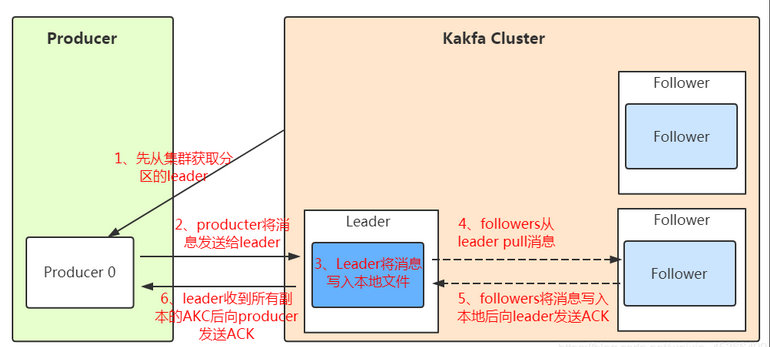 Producer
Kakfa Cluster
Follower
Follower
1、先从集群获取分
区的leader
2、producter将消
息发送给leader
Leader
4、followers从
leader pull消息
Follower
Producer 0
3、Leader将消息
写入本地文件
Follower
6、leader收到所有副
本的AKC后向producer
发送ACK
5、followers将消息写入
本地后向leader发送ACK